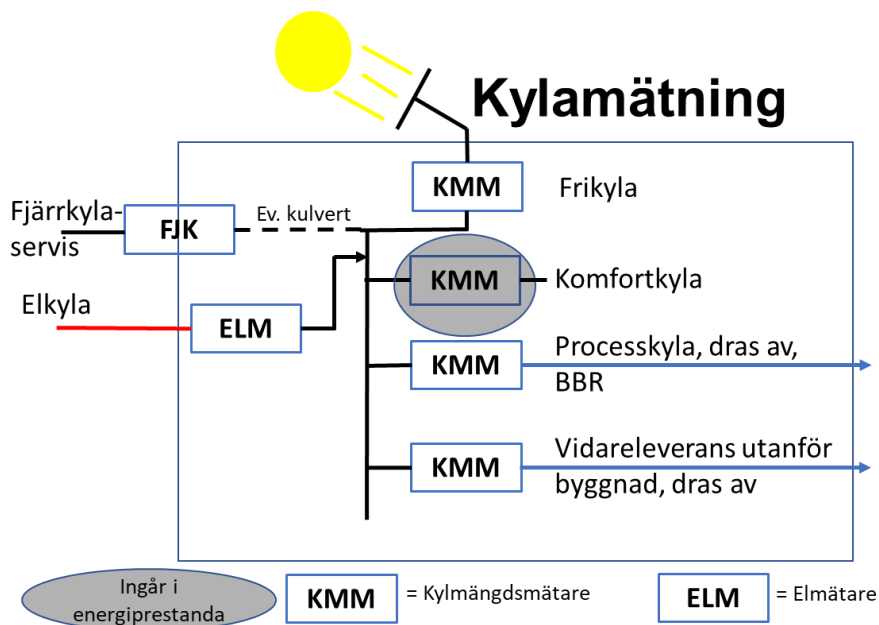 Kylamätning
KMM
Frikyla
Fjärrkyla-
servis
FJK
Ev. kulvert
KMM
Komfortkyla
Elkyla
ELM
Processkyla, dras av,
BBR
KMM
Vidareleverans utanför
byggnad, dras av
KMM
Ingår i
energiprestanda
KMM
= Kylmängdsmätare
ELM
= Elmätare